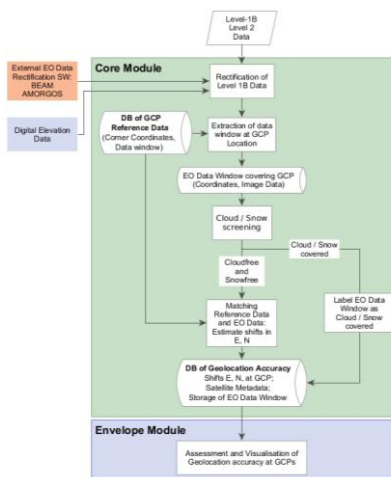 Level-1B
Level 2
Data
External EO Data
Rectification SW:
BEAM
AMORGOS
Core Module
Rectification of
Level 1B Data
Digital Elevation
Data
DB of GCP
Reference Data
(Corner Coordinates,
Data window)
Extraction of data
window at GCP
Location
EO Data Window covering GCP
(Coordinates, Image Data)
Cloud / Snow
screening
Cloud / Snow
covered
Cloudfree
and
Snowfree
Label EO Data
Window as
Cloud / Snow
covered
Matching
Reference Data
and EO Data:
Estimate shifts in
E, N
DB of Geolocation Accuracy
Shifts E, N, at GCP;
Satellite Metadata;
Storage of EO Data Window
Envelope Module
Assessment and Visualisation of
Geolocation accuracy at GCPs